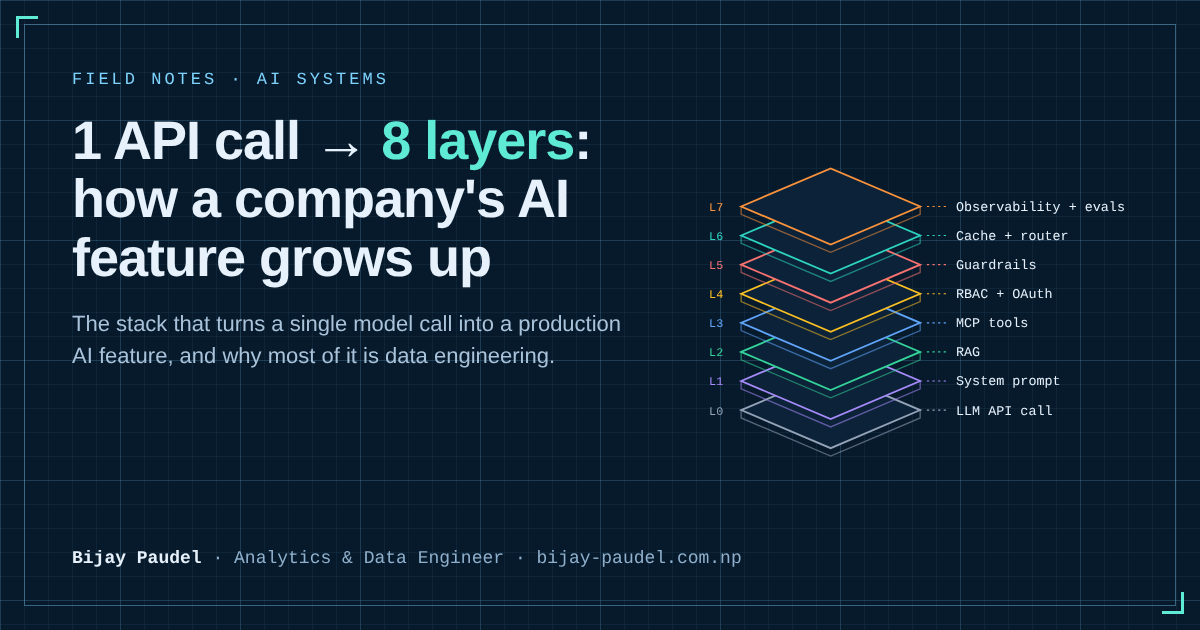 FIELD NOTES · AI SYSTEMS
1 API call → 8 layers:
how a company's AI
feature grows up
The stack that turns a single model call into a production
AI feature, and why most of it is data engineering.
L7 Observability + evals
L6 Cache + router
L5 Guardrails
L4 RBAC + OAuth
L3 MCP tools
L2 RAG
L1 System prompt
L0 LLM API call
Bijay Paudel · Analytics & Data Engineer · bijay-paudel.com.np